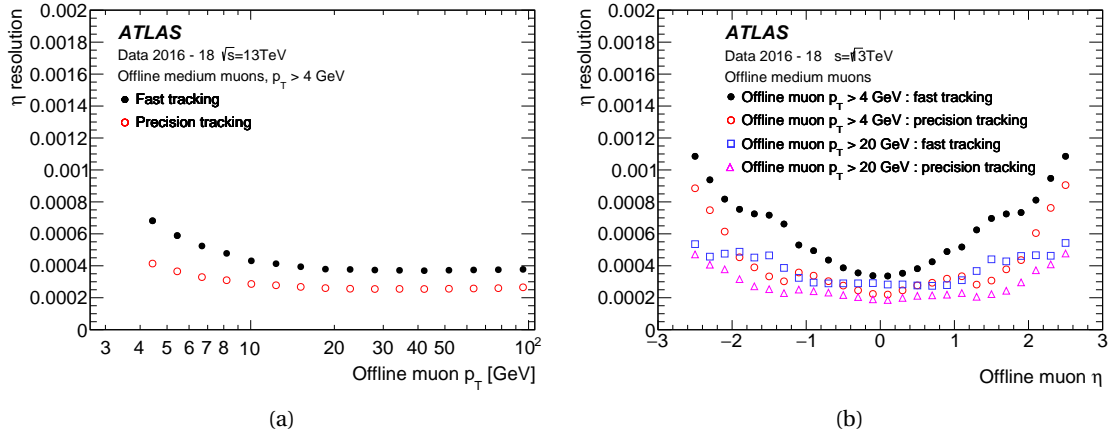 η resolution
0.002
0.0018
0.0016
0.0014
0.0012
0.001
0.0008
0.0006
0.0004
0.0002
0
ATLAS
Data 2016 - 18 √s=13TeV
Offline medium muons, p_T > 4 GeV
Fast tracking
Precision tracking
3 4 5 6 7 8 10 20 30 40 10²
Offline muon p_T [GeV]
(a)
η resolution
0.002
0.0018
0.0016
0.0014
0.0012
0.001
0.0008
0.0006
0.0004
0.0002
0
ATLAS
Data 2016 - 18 s=√13TeV
Offline medium muons
Offline muon p_T > 4 GeV : fast tracking
Offline muon p_T > 4 GeV : precision tracking
Offline muon p_T > 20 GeV : fast tracking
Offline muon p_T > 20 GeV : precision tracking
−3 −2 −1 0 1 2 3
Offline muon η
(b)